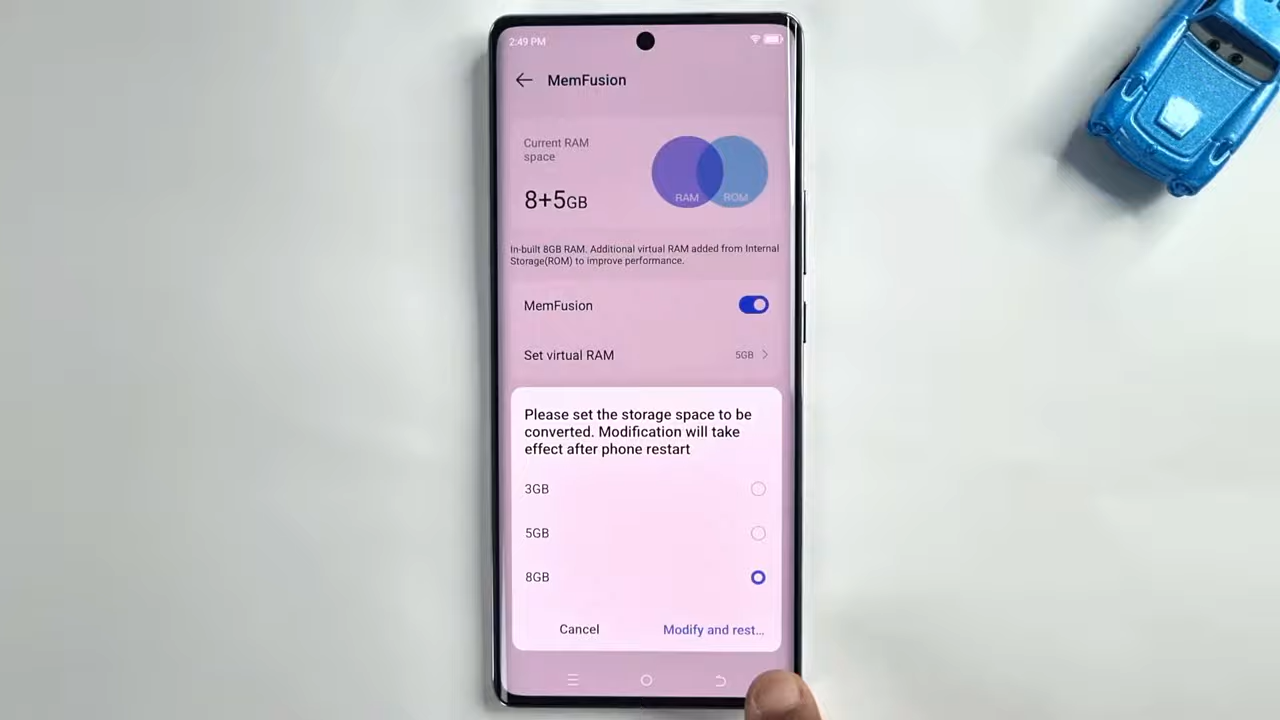 2:49 PM
MemFusion
Current RAM
space
8+5GB
RAM
ROM
In-built 8GB RAM. Additional virtual RAM added from Internal
Storage(ROM) to improve performance.
MemFusion
Set virtual RAM
5GB
Please set the storage space to be
converted. Modification will take
effect after phone restart
3GB
5GB
8GB
Cancel
Modify and rest...